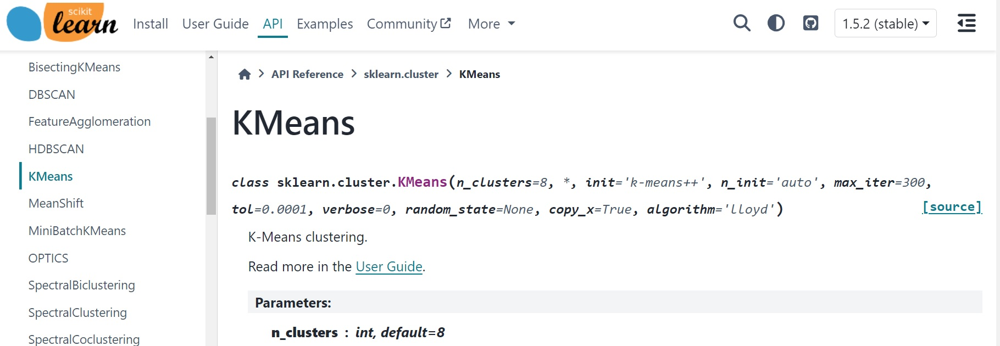 scikit
learn
Install User Guide API Examples Community More 1.5.2 (stable)
BisectingKMeans
DBSCAN
FeatureAgglomeration
HDBSCAN
KMeans
MeanShift
MiniBatchKMeans
OPTICS
SpectralBiclustering
SpectralClustering
SpectralCoclustering
API Reference > sklearn.cluster > KMeans
KMeans
class sklearn.cluster.KMeans(n_clusters=8, *, init='k-means++', n_init='auto', max_iter=300,
tol=0.0001, verbose=0, random_state=None, copy_x=True, algorithm='lloyd') [source]
K-Means clustering.
Read more in the User Guide.
Parameters:
n_clusters : int, default=8